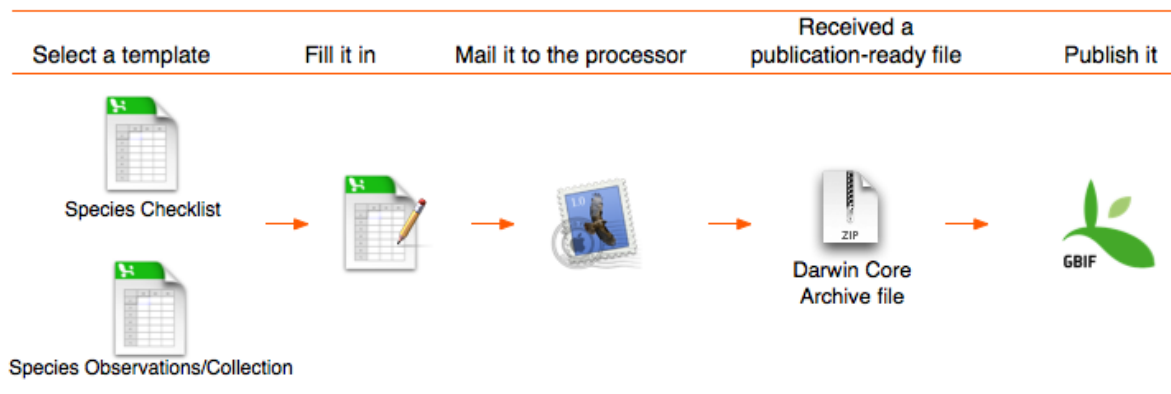 Select a template
Fill it in
Mail it to the processor
Received a
publication-ready file
Publish it
Species Checklist
Species Observations/Collection
1.0
ZIP
Darwin Core
Archive file
GBIF